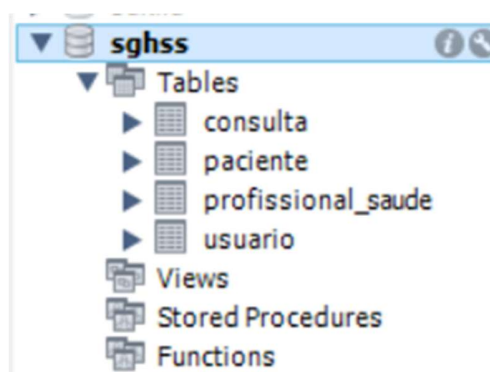 sghss
Tables
consulta
paciente
profissional_saude
usuario
Views
Stored Procedures
Functions